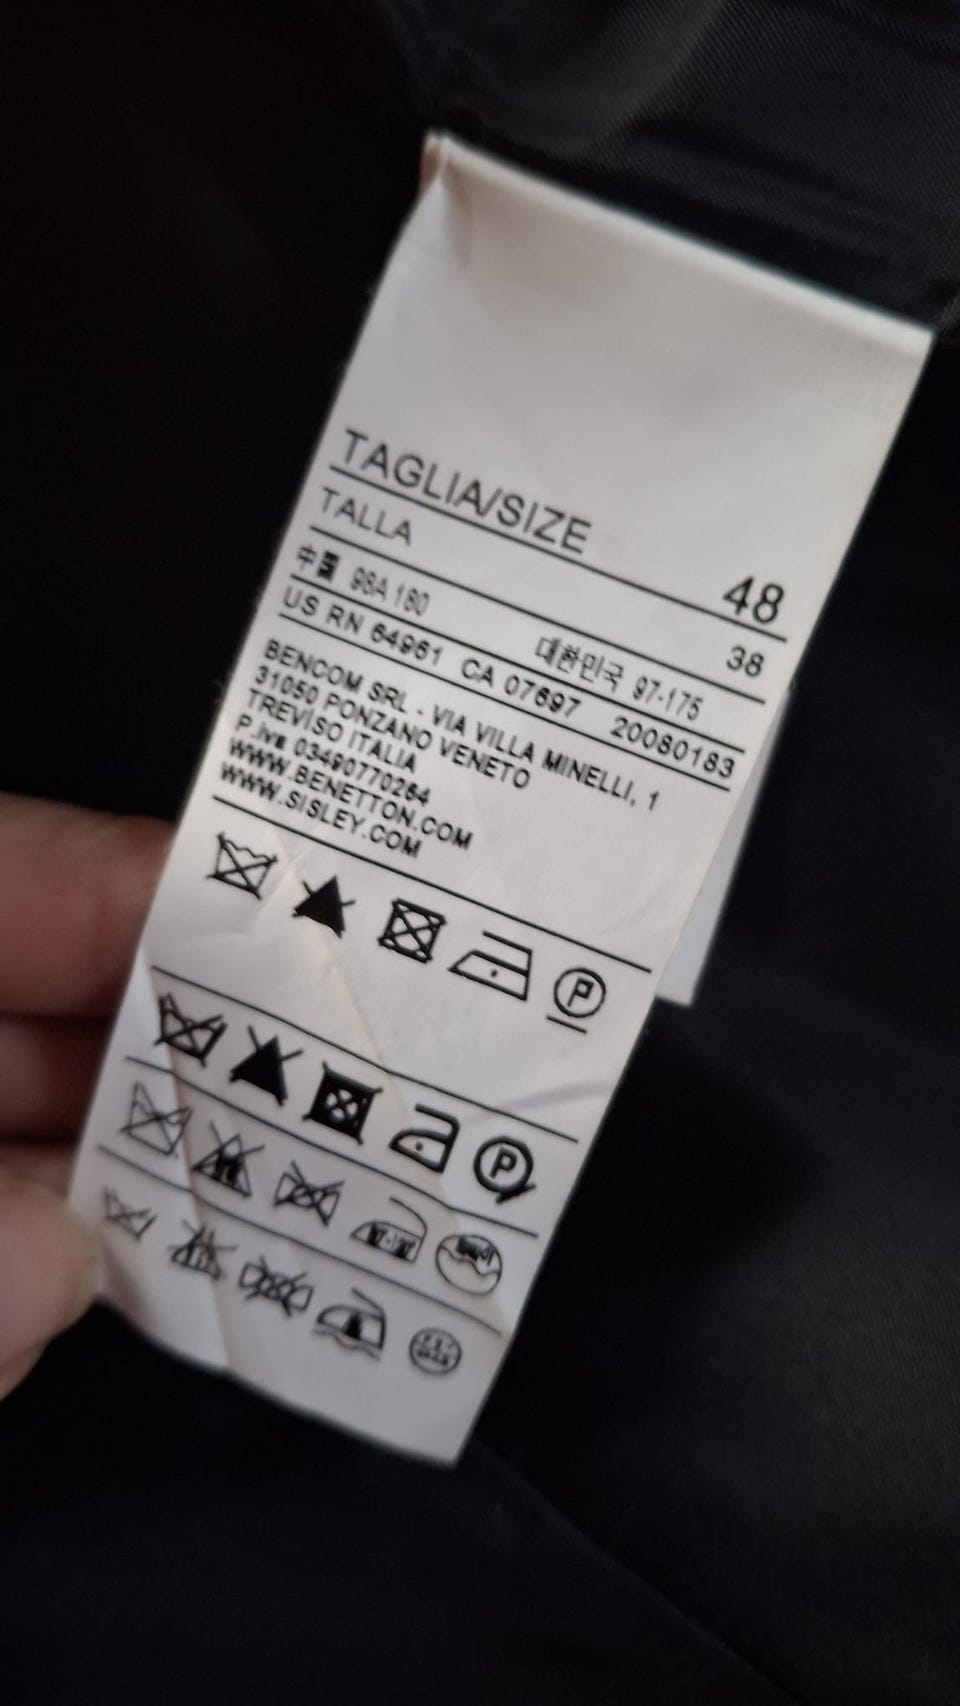 TAGLIA/SIZE 48
TALLA 38
中国 98A 180 대한민국 97-175
US RN 64961 CA 07697 20080183
BENCOM SRL - VIA VILLA MINELLI, 1
31050 PONZANO VENETO
TREVISO ITALIA
P.iva 03490770264
WWW.BENETTON.COM
WWW.SISLEY.COM
P
P